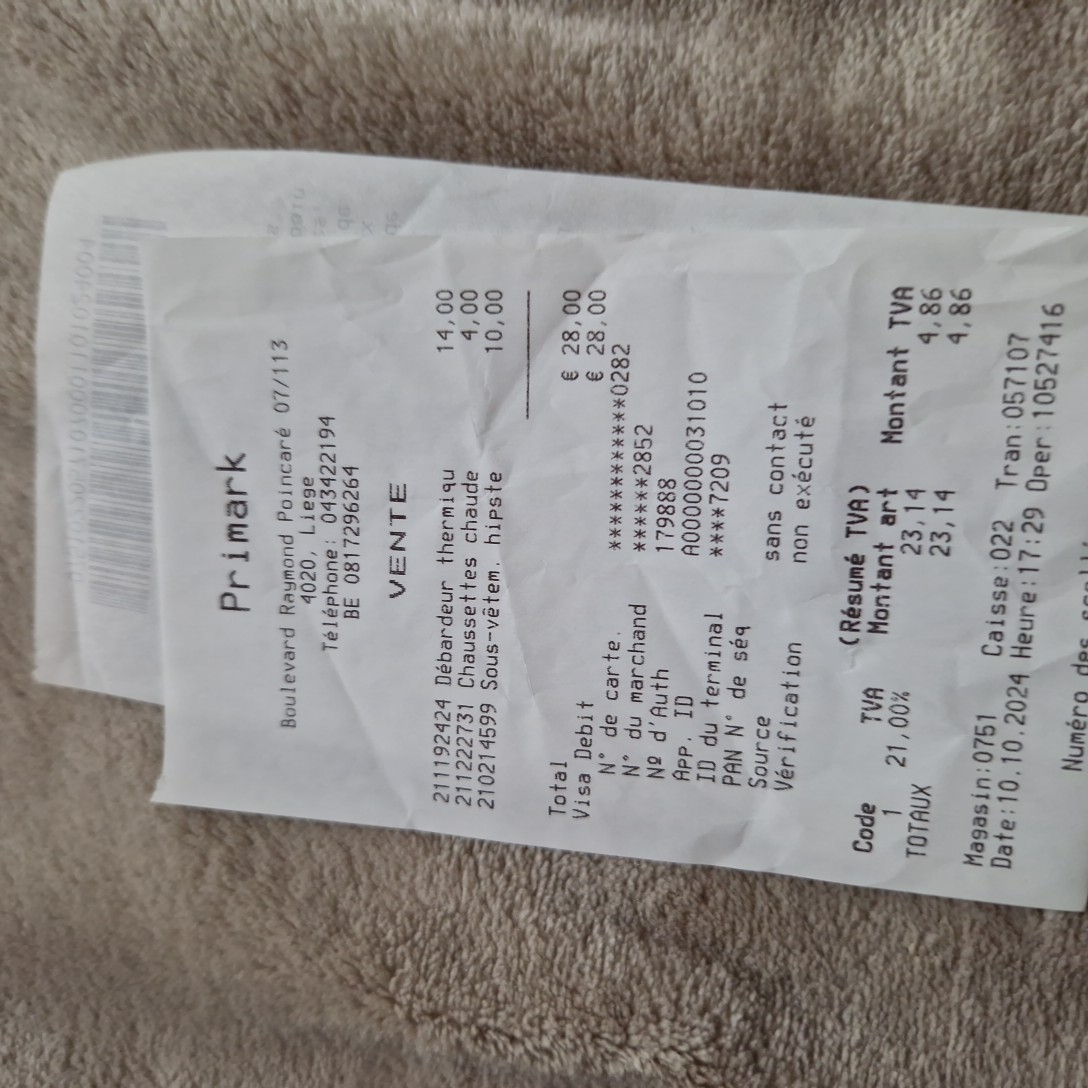 Primark
Boulevard Raymond Poincaré 07/113
4020, Liege
Téléphone: 043422194
BE 0817296264
VENTE
211192424 Débardeur thermiqu 14,00
211222731 Chaussettes chaude 4,00
210214599 Sous-vêtem. hipste 10,00
Total € 28,00
Visa Debit € 28,00
N° de carte. ************0282
N° du marchand ******2852
Nº d'Auth 179888
App. ID A0000000031010
ID du terminal ****7209
PAN N° de séq
Source sans contact
Vérification non exécuté
(Résumé TVA)
Code TVA Montant art Montant TVA
1 21,00% 23,14 4,86
TOTAUX 23,14 4,86
Magasin:0751 Caisse:022 Tran:057107
Date:10.10.2024 Heure:17:29 Oper:10527416
Numéro des